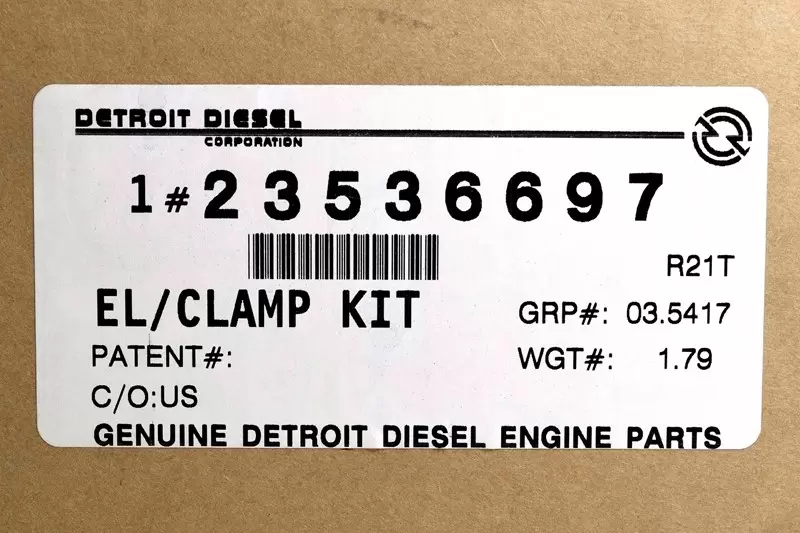 DETROIT DIESEL
CORPORATION
1# 23536697
R21T
EL/CLAMP KIT
GRP#: 03.5417
PATENT#:
WGT#: 1.79
C/O:US
GENUINE DETROIT DIESEL ENGINE PARTS